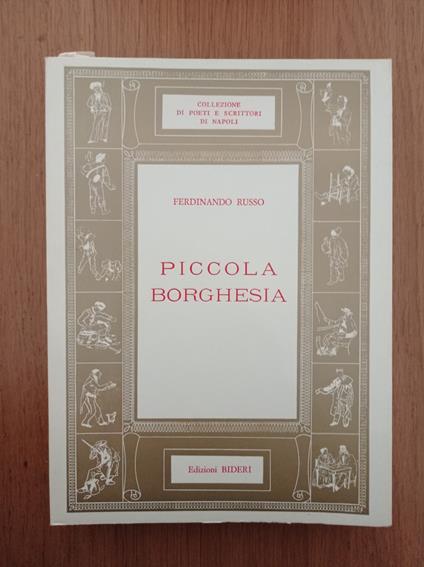 COLLEZIONE
DI POETI E SCRITTORI
DI NAPOLI
FERDINANDO RUSSO
PICCOLA
BORGHESIA
Edizioni BIDERI